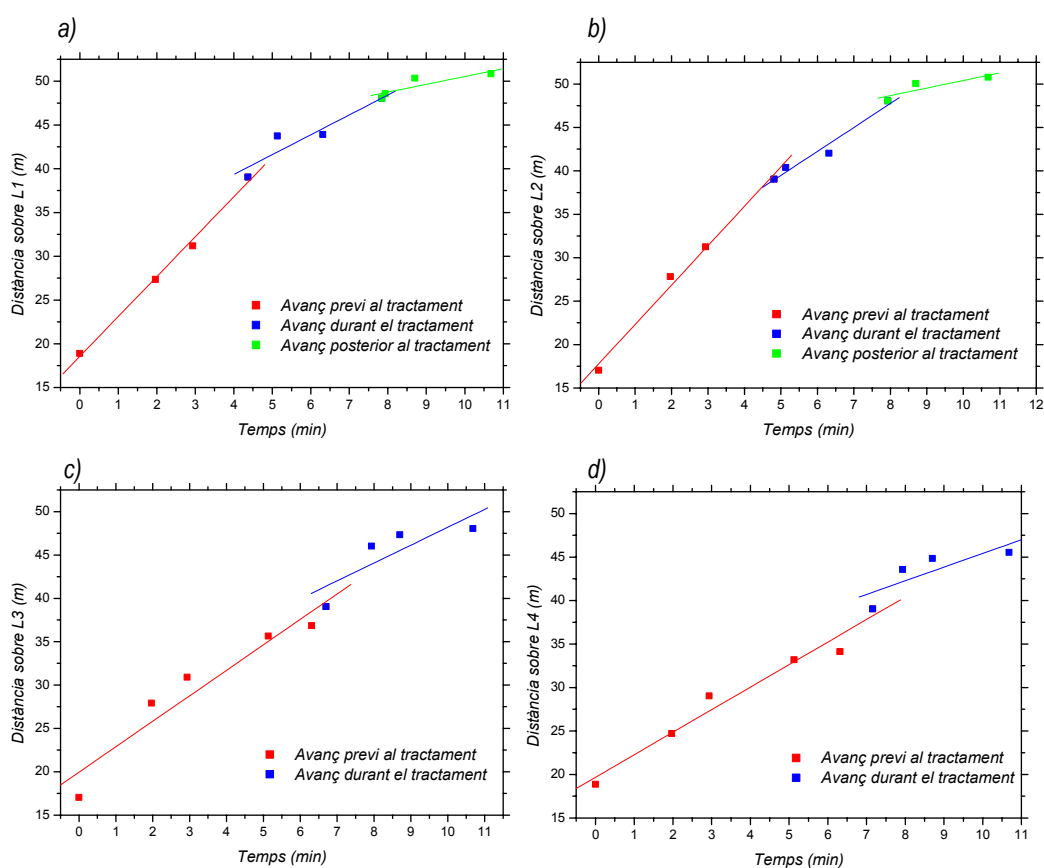 a)
Distància sobre L1 (m)
50
45
40
35
30
25
20
15
0 1 2 3 4 5 6 7 8 9 10 11
Temps (min)
Avanç previ al tractament
Avanç durant el tractament
Avanç posterior al tractament
b)
Distància sobre L2 (m)
50
45
40
35
30
25
20
15
0 1 2 3 4 5 6 7 8 9 10 11 12
Temps (min)
Avanç previ al tractament
Avanç durant el tractament
Avanç posterior al tractament
c)
Distància sobre L3 (m)
50
45
40
35
30
25
20
15
0 1 2 3 4 5 6 7 8 9 10 11
Temps (min)
Avanç previ al tractament
Avanç durant el tractament
d)
Distància sobre L4 (m)
50
45
40
35
30
25
20
15
0 1 2 3 4 5 6 7 8 9 10 11
Temps (min)
Avanç previ al tractament
Avanç durant el tractament